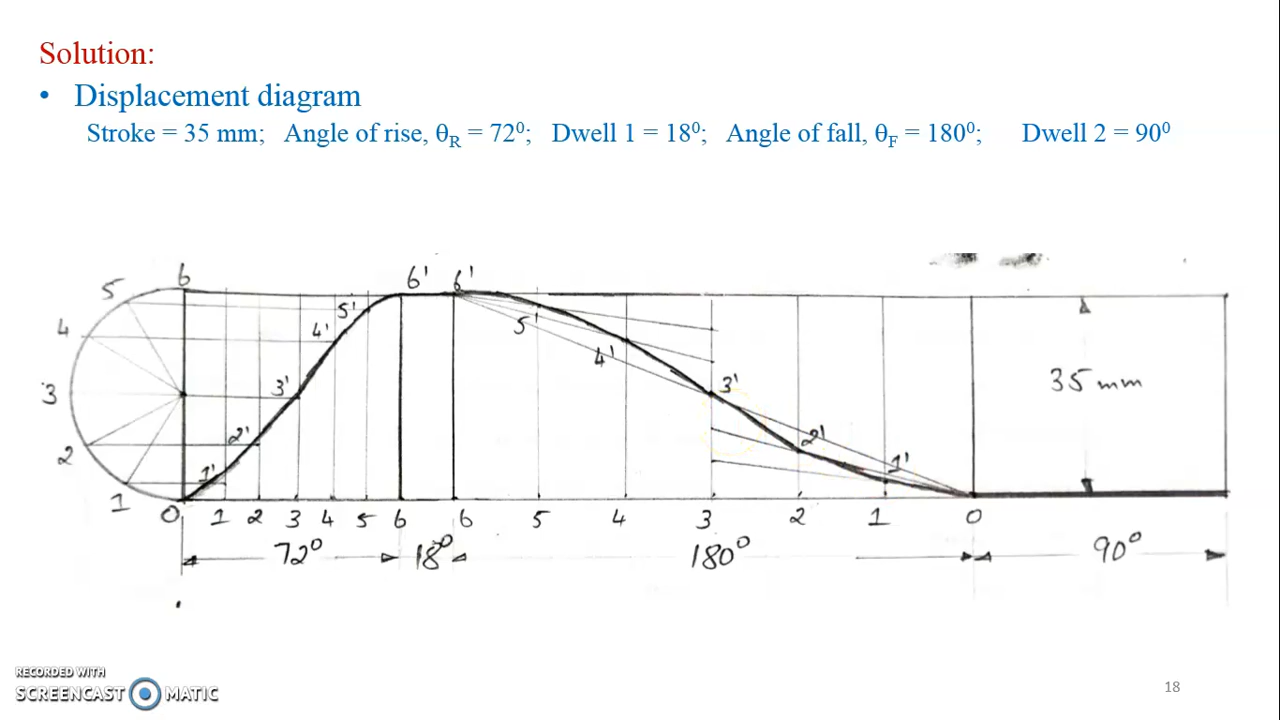 Solution:
• Displacement diagram
Stroke = 35 mm; Angle of rise, θR = 72⁰; Dwell 1 = 18⁰; Angle of fall, θF = 180⁰; Dwell 2 = 90⁰
6 6' 6'
5 5' 5'
4 4' 4'
3 3' 3' 35 mm
2 2' 2'
1 1' 1'
0 1 2 3 4 5 6 6 5 4 3 2 1 0
72⁰ 18⁰ 180⁰ 90⁰
RECORDED WITH
SCREENCAST MATIC
18